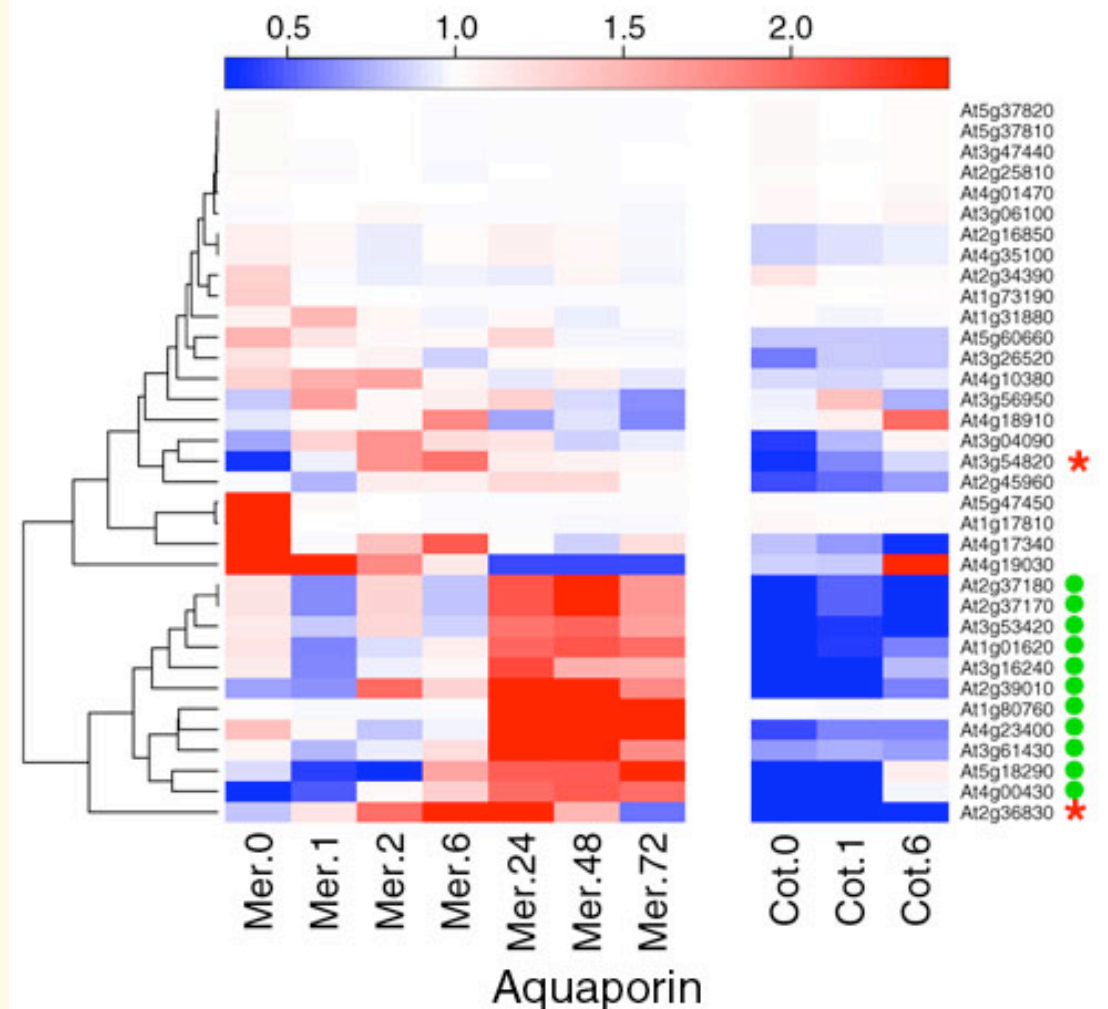 0.5 1.0 1.5 2.0
At5g37820
At5g37810
At3g47440
At2g25810
At4g01470
At3g06100
At2g16850
At4g35100
At2g34390
At1g73190
At1g31880
At5g60660
At3g26520
At4g10380
At3g56950
At4g18910
At3g04090
At3g54820
At2g45960
At5g47450
At1g17810
At4g17340
At4g19030
At2g37180
At2g37170
At3g53420
At1g01620
At3g16240
At2g39010
At1g80760
At4g23400
At3g61430
At5g18290
At4g00430
At2g36830
Mer.0 Mer.1 Mer.2 Mer.6 Mer.24 Mer.48 Mer.72 Cot.0 Cot.1 Cot.6
Aquaporin